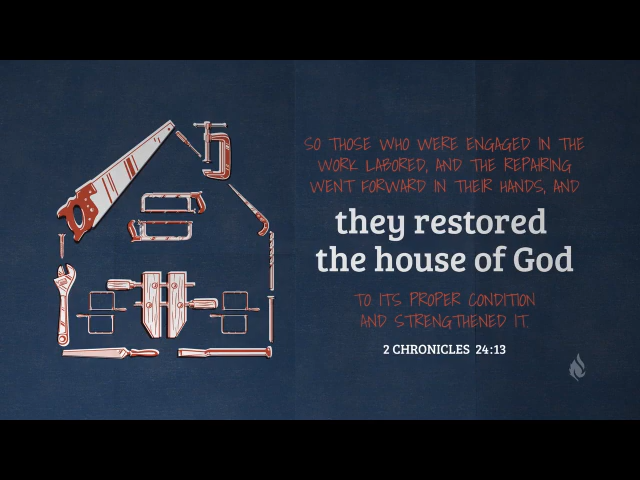 SO THOSE WHO WERE ENGAGED IN THE
WORK LABORED, AND THE REPAIRING
WENT FORWARD IN THEIR HANDS, AND
they restored
the house of God
TO ITS PROPER CONDITION
AND STRENGTHENED IT.
2 CHRONICLES 24:13